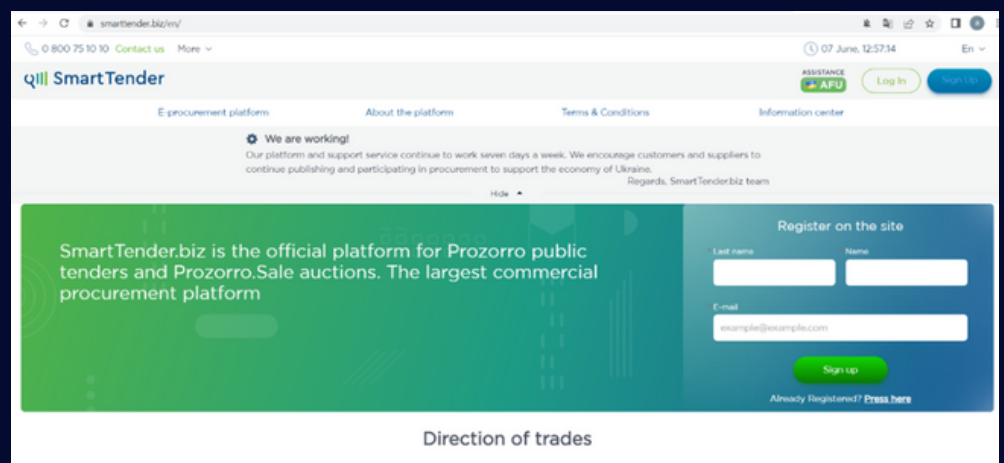 smarttender.biz/en/
0 800 75 10 10 Contact us More
07 June, 12:57:14 En
SmartTender
ASSISTANCE
AFU
Log In
Sign Up
E-procurement platform About the platform Terms & Conditions Information center
We are working!
Our platform and support service continue to work seven days a week. We encourage customers and suppliers to
continue publishing and participating in procurement to support the economy of Ukraine.
Regards, SmartTender.biz team
Hide
SmartTender.biz is the official platform for Prozorro public
tenders and Prozorro.Sale auctions. The largest commercial
procurement platform
Register on the site
Last name Name
E-mail
example@example.com
Sign up
Already Registered? Press here
Direction of trades